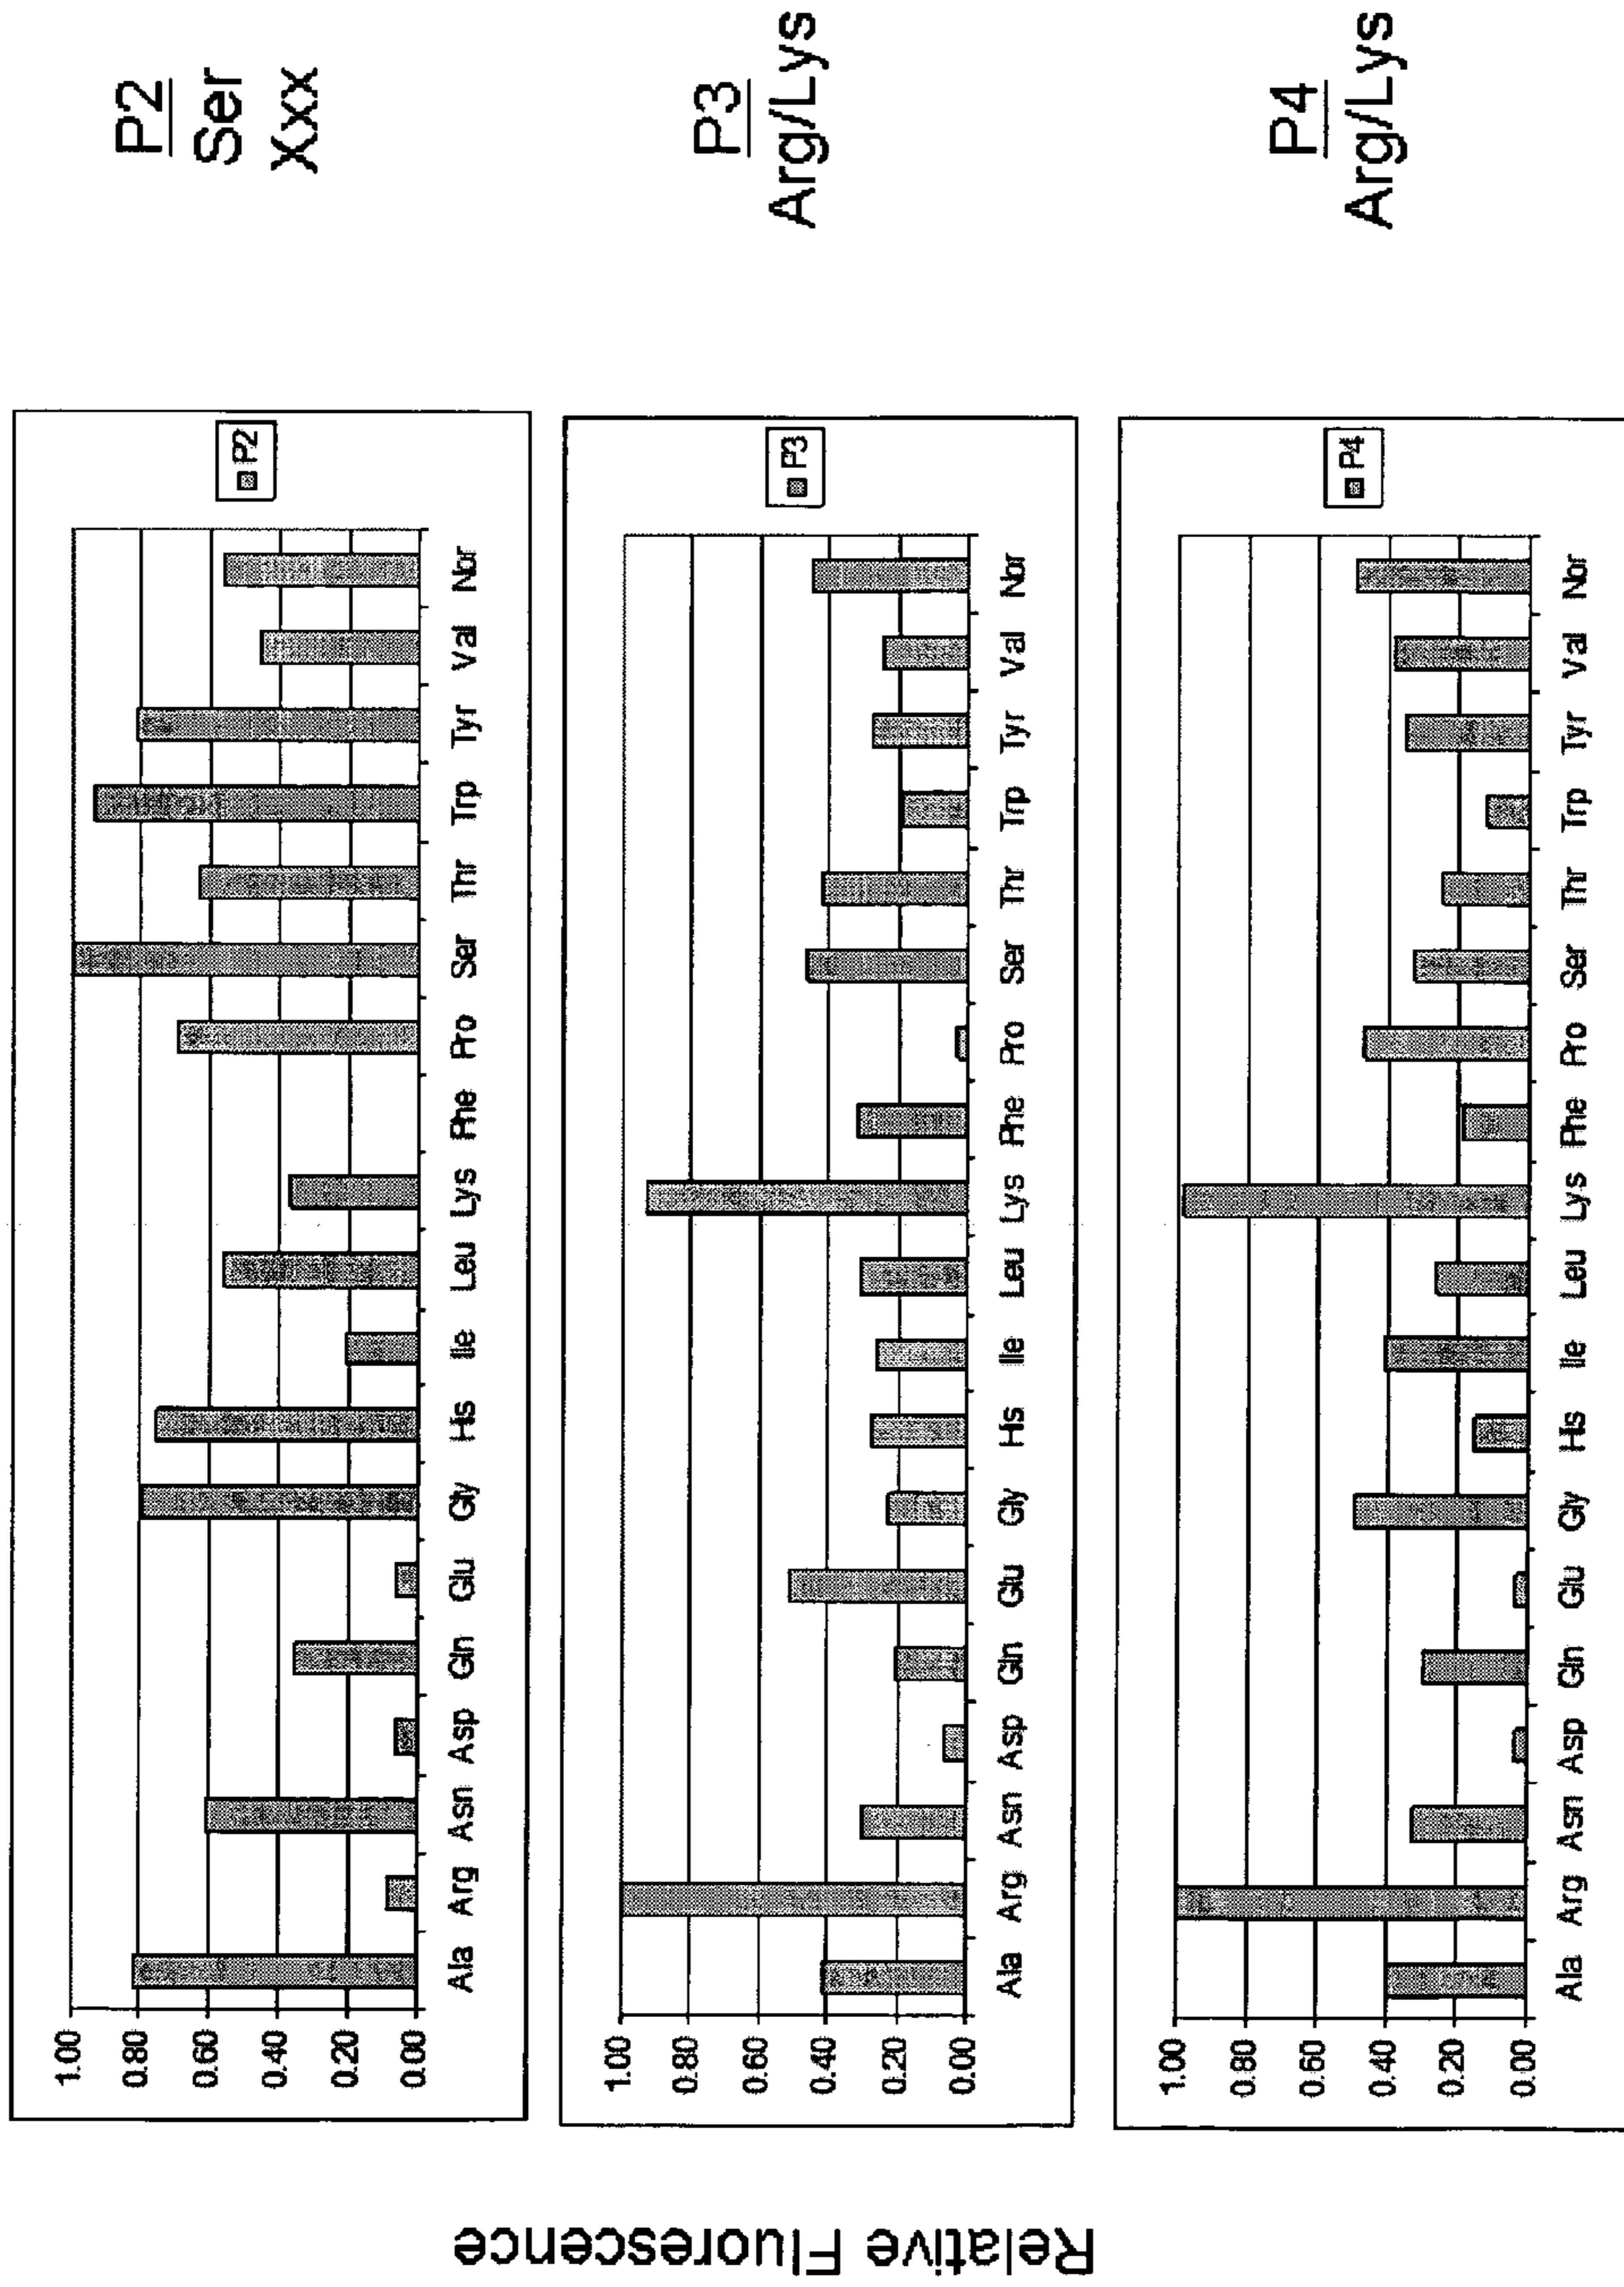 Relative Fluorescence
1.00
0.80
0.60
0.40
0.20
0.00
Ala Arg Asn Asp Gln Glu Gly His Ile Leu Lys Phe Pro Ser Thr Trp Tyr Val Nor
P2
P2
Ser
Xxx
1.00
0.80
0.60
0.40
0.20
0.00
Ala Arg Asn Asp Gln Glu Gly His Ile Leu Lys Phe Pro Ser Thr Trp Tyr Val Nor
P3
P3
Arg/Lys
1.00
0.80
0.60
0.40
0.20
0.00
Ala Arg Asn Asp Gln Glu Gly His Ile Leu Lys Phe Pro Ser Thr Trp Tyr Val Nor
P4
P4
Arg/Lys